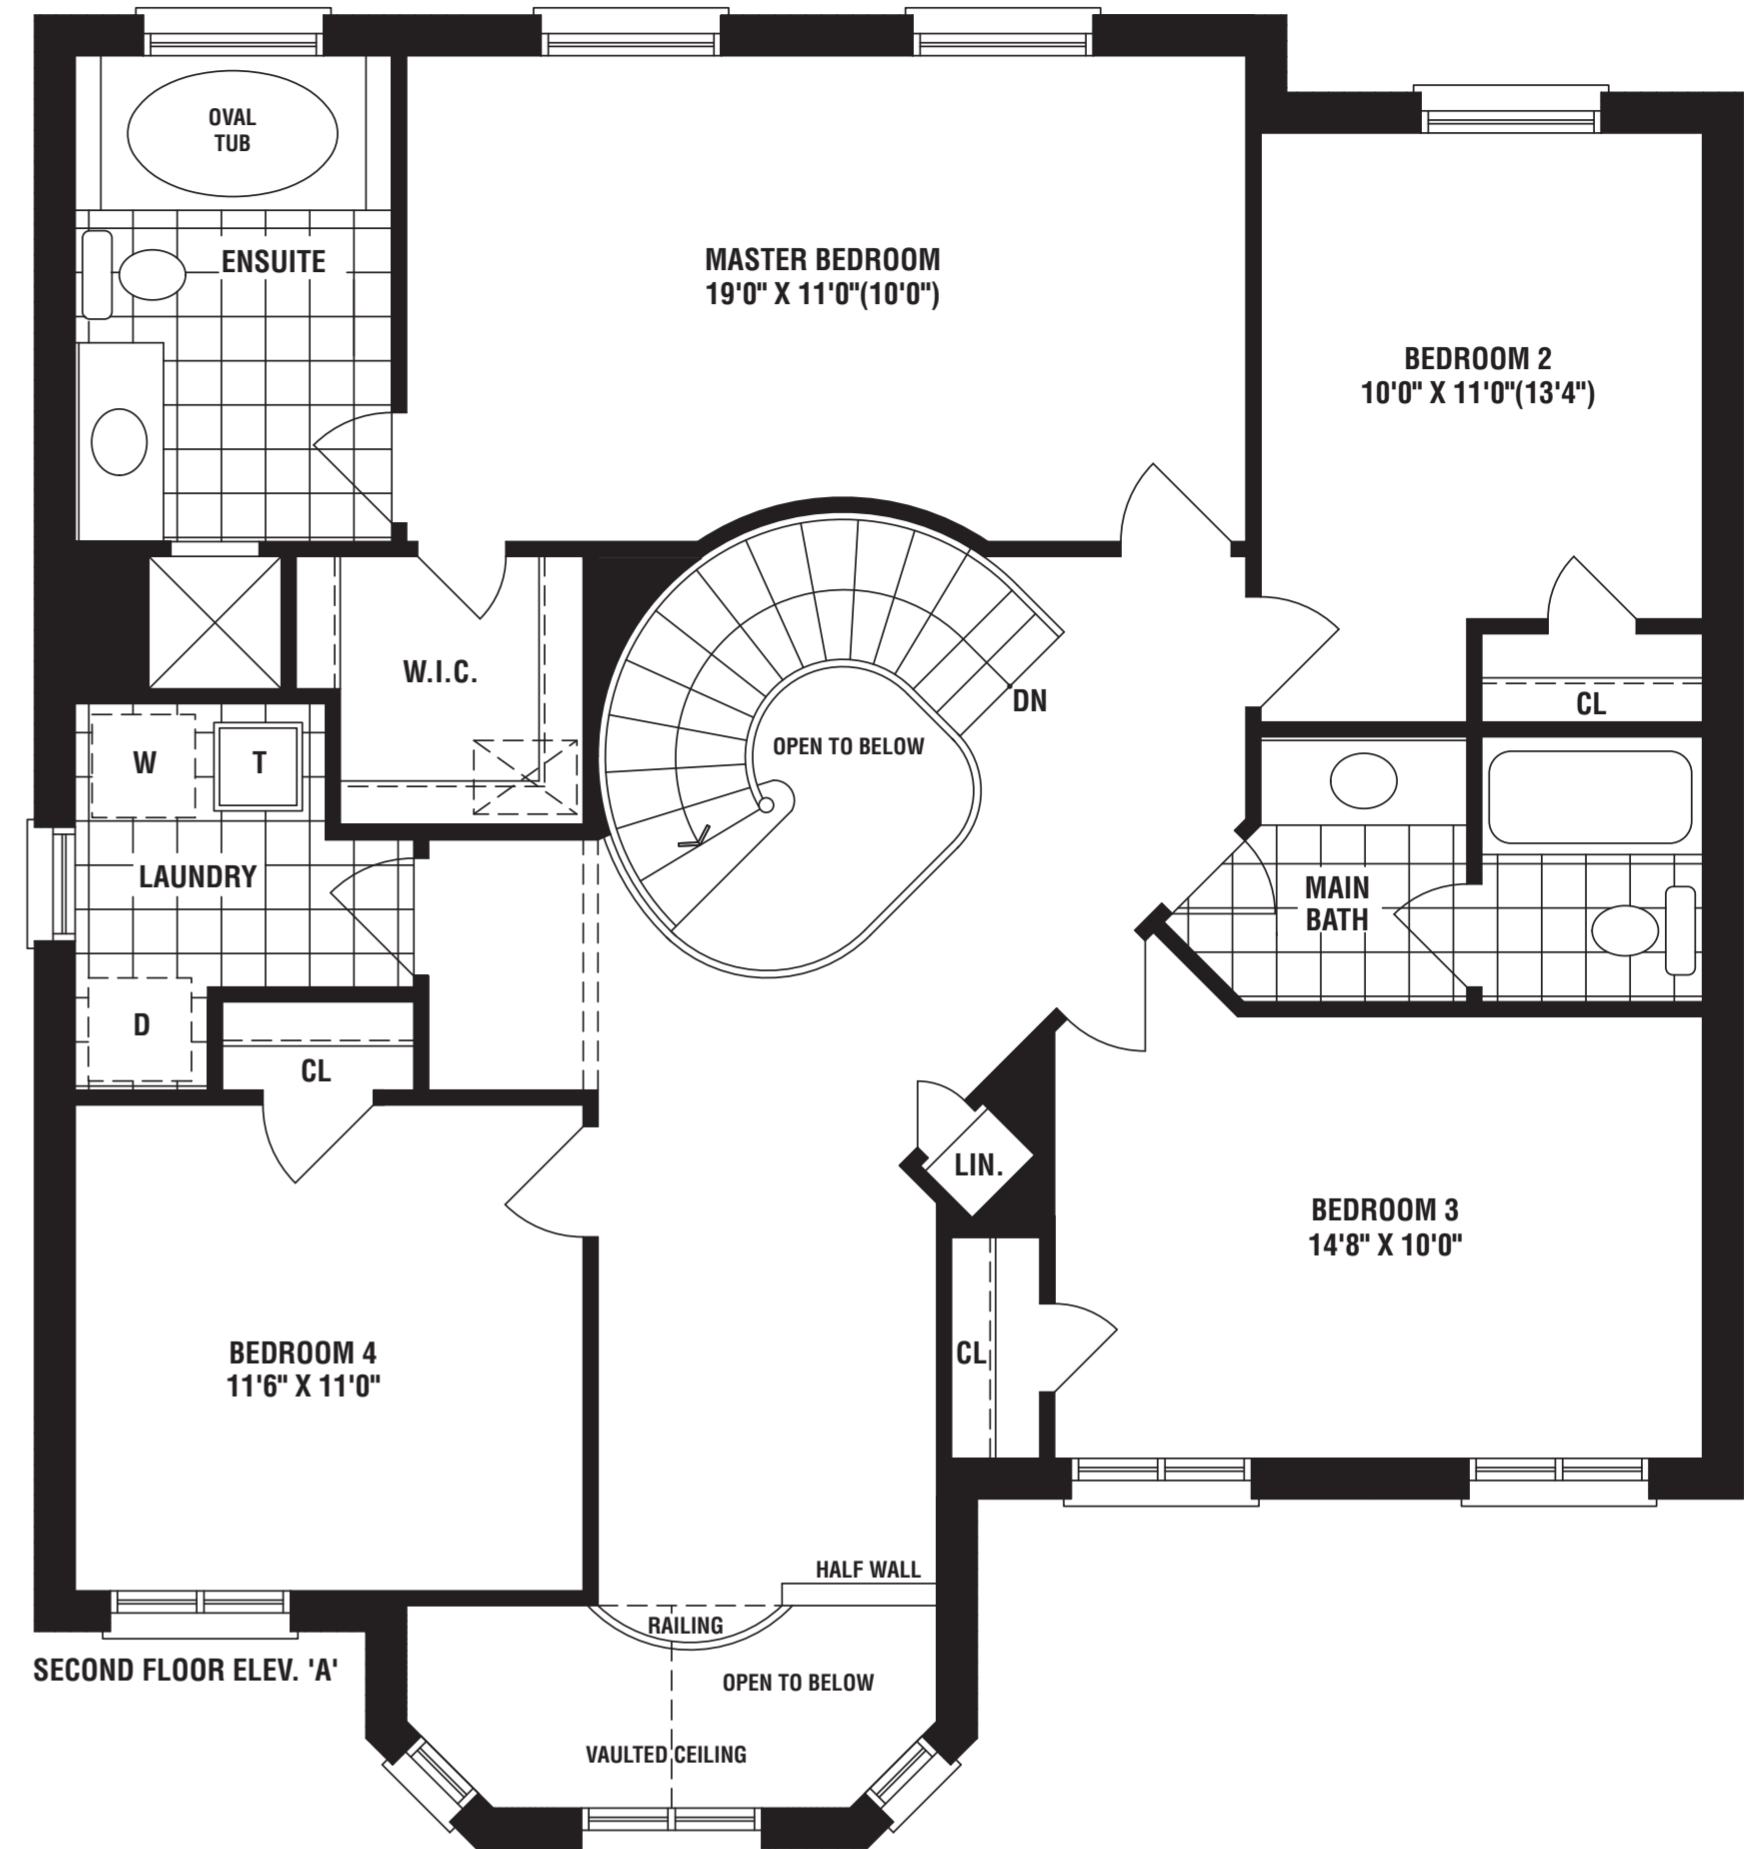 OVAL
TUB
ENSUITE
MASTER BEDROOM
19'0" X 11'0"(10'0")
BEDROOM 2
10'0" X 11'0"(13'4")
W.I.C.
DN
CL
OPEN TO BELOW
W
T
LAUNDRY
MAIN
BATH
D
CL
LIN.
BEDROOM 3
14'8" X 10'0"
BEDROOM 4
11'6" X 11'0"
CL
HALF WALL
RAILING
SECOND FLOOR ELEV. 'A'
OPEN TO BELOW
VAULTED CEILING